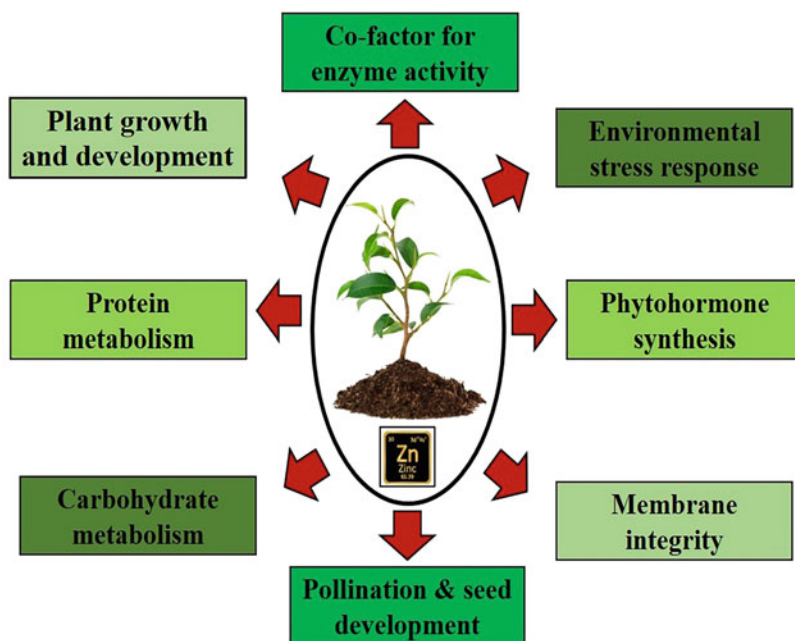 Co-factor for
enzyme activity
Plant growth
and development
Environmental
stress response
Protein
metabolism
Phytohormone
synthesis
Zn
Zinc
Carbohydrate
metabolism
Membrane
integrity
Pollination & seed
development